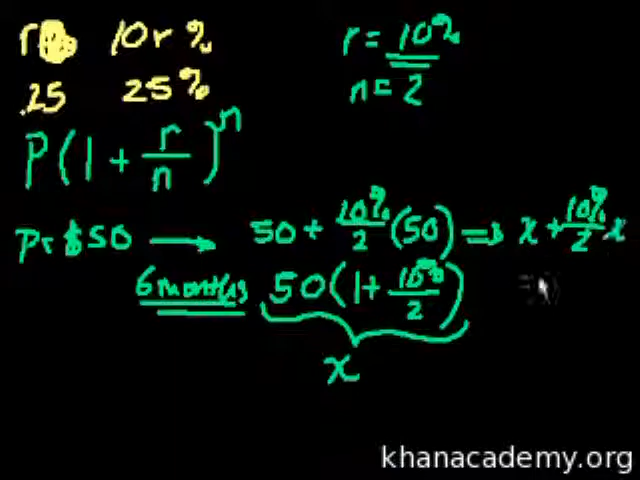 r 10r %
.25 25%
r = 10%
n = 2
P(1 + r/n)^n
Pr $50 → 50 + 10%/2 (50) ⇒ x + 10%/2 x
6 months 50(1 + 10%/2)
x
khanacademy.org